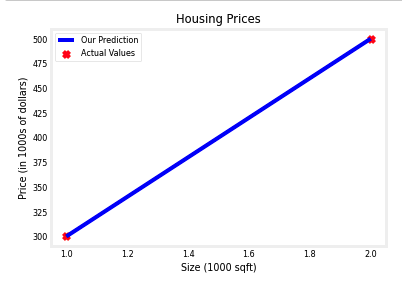 Housing Prices
Our Prediction
Actual Values
500
475
450
425
400
375
350
325
300
Price (in 1000s of dollars)
1.0 1.2 1.4 1.6 1.8 2.0
Size (1000 sqft)